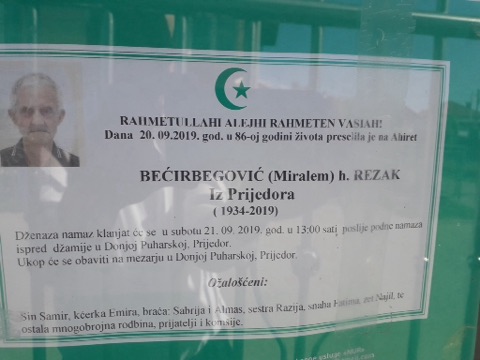 RAHMETULLAHI ALEJHI RAHMETEN VASIAH!
Dana 20.09.2019. god. u 86-oj godini života preselila je na Ahiret
BEĆIRBEGOVIĆ (Miralem) h. REZAK
Iz Prijedora
( 1934-2019)
Dženaza namaz klanjat će se u subotu 21. 09. 2019. god. u 13:00 sati poslije podne namaza
ispred džamije u Donjoj Puharskoj, Prijedor.
Ukop će se obaviti na mezarju u Donjoj Puharskoj, Prijedor.
Ožalošćeni:
Sin Samir, kćerka Emira, braća: Sabrija i Almas, sestra Razija, snaha Fatima, zet Najil, te
ostala mnogobrojna rodbina, prijatelji i komšije.